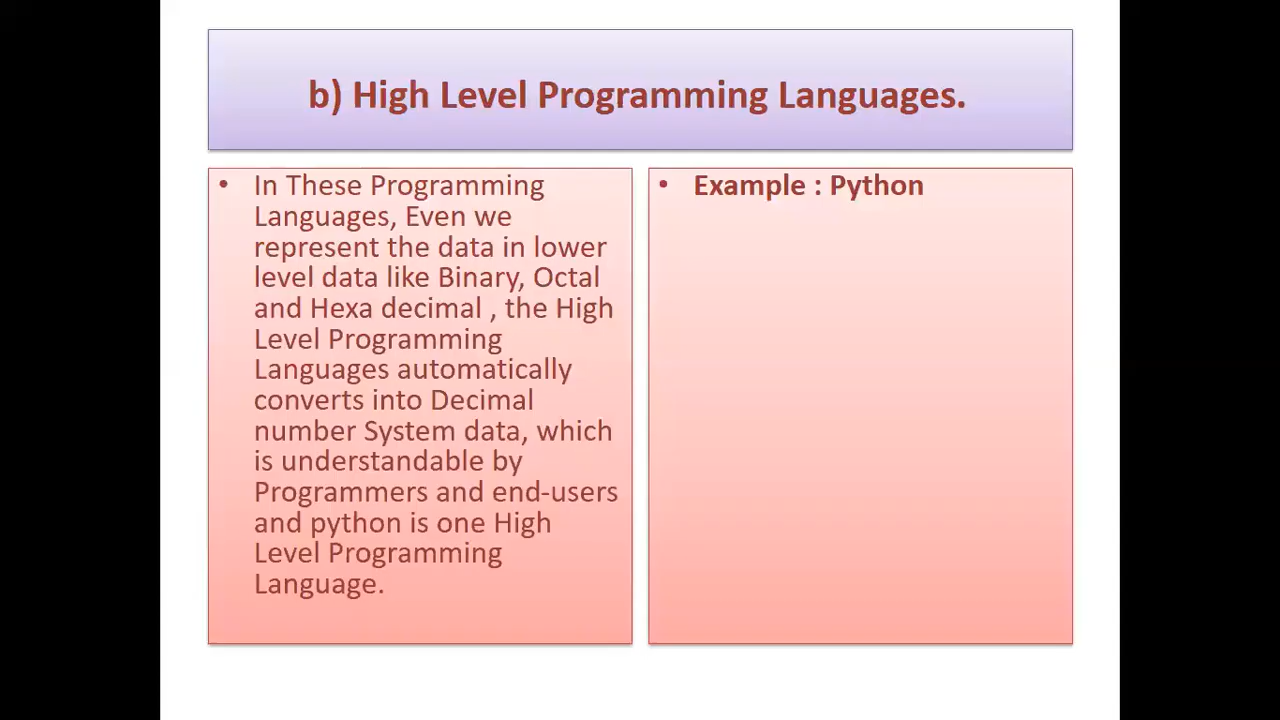 b) High Level Programming Languages.
• In These Programming
Languages, Even we
represent the data in lower
level data like Binary, Octal
and Hexa decimal , the High
Level Programming
Languages automatically
converts into Decimal
number System data, which
is understandable by
Programmers and end-users
and python is one High
Level Programming
Language.
• Example : Python